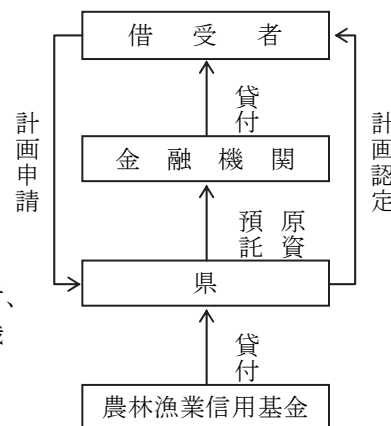 借受者
貸付
計画申請
計画認定
金融機関
原資
預託
県
、
貸付
農林漁業信用基金